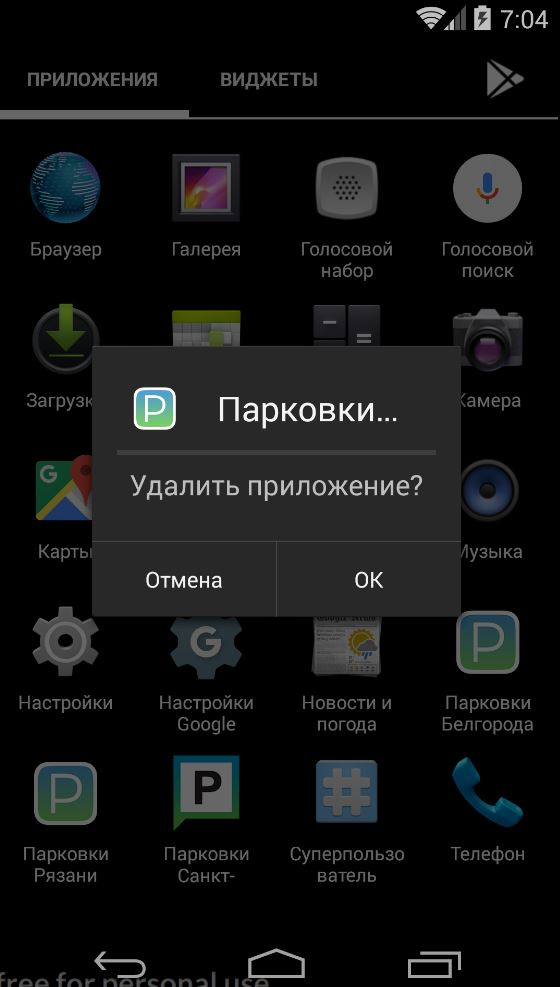 7:04
ПРИЛОЖЕНИЯ ВИДЖЕТЫ
Браузер Галерея Голосовой набор Голосовой поиск
Камера
Парковки...
Удалить приложение?
Отмена OK
Карты
Музыка
Настройки Настройки Google Новости и погода Парковки Белгорода
Парковки Рязани Парковки Санкт- Суперпользо ватель Телефон
free for personal use